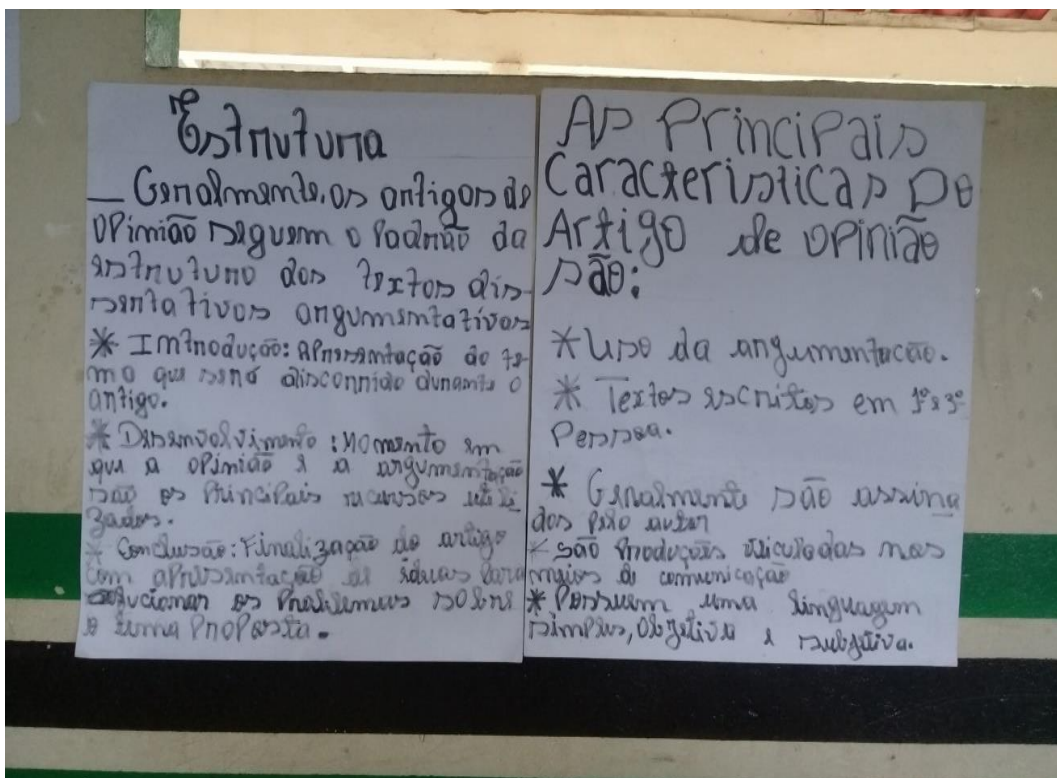 Estrutura
— Geralmente, os artigos de
opinião seguem o Padrão da
estrutura dos textos dis-
sertativos argumentativos
* Introdução: apresentação do te-
ma que será discorrido durante o
artigo.
* Desenvolvimento: Momento em
que a opinião e a argumentação
são os Principais recursos utili
zados.
* Conclusão: Finalização do artigo
com apresentação de ideias Para
solucionar os Problemas sobre
o tema Proposta.
As Principais
Características Do
Artigo de opinião
são:
* Uso da argumentação.
* Textos escritos em 1º e 3º
Pessoa.
* Geralmente são assina
dos pelo autor
* são Produções veiculadas nos
meios de comunicação
* Possuem uma linguagem
simples, objetiva e subjetiva.